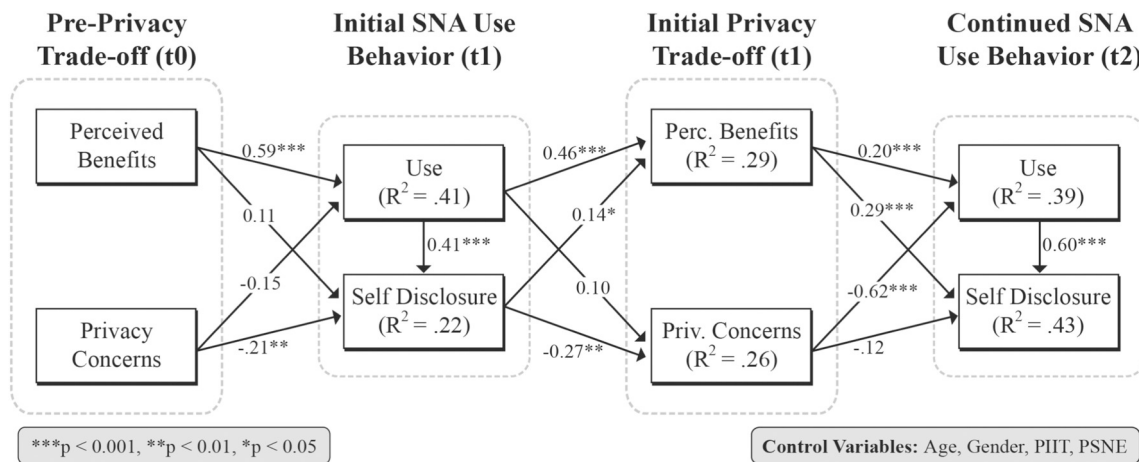 Pre-Privacy
Trade-off (t0)
Initial SNA Use
Behavior (t1)
Initial Privacy
Trade-off (t1)
Continued SNA
Use Behavior (t2)
Perceived
Benefits
Privacy
Concerns
0.59***
0.11
-0.15
-.21**
Use
(R² = .41)
0.41***
Self Disclosure
(R² = .22)
0.46***
0.14*
0.10
-0.27**
Perc. Benefits
(R² = .29)
Priv. Concerns
(R² = .26)
0.20***
0.29***
-0.62***
-.12
Use
(R² = .39)
0.60***
Self Disclosure
(R² = .43)
***p < 0.001, **p < 0.01, *p < 0.05
Control Variables: Age, Gender, PIIT, PSNE